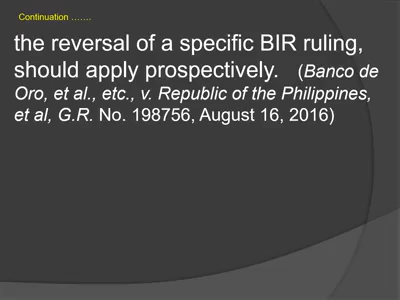 Continuation …….
the reversal of a specific BIR ruling,
should apply prospectively. (Banco de
Oro, et al., etc., v. Republic of the Philippines,
et al, G.R. No. 198756, August 16, 2016)